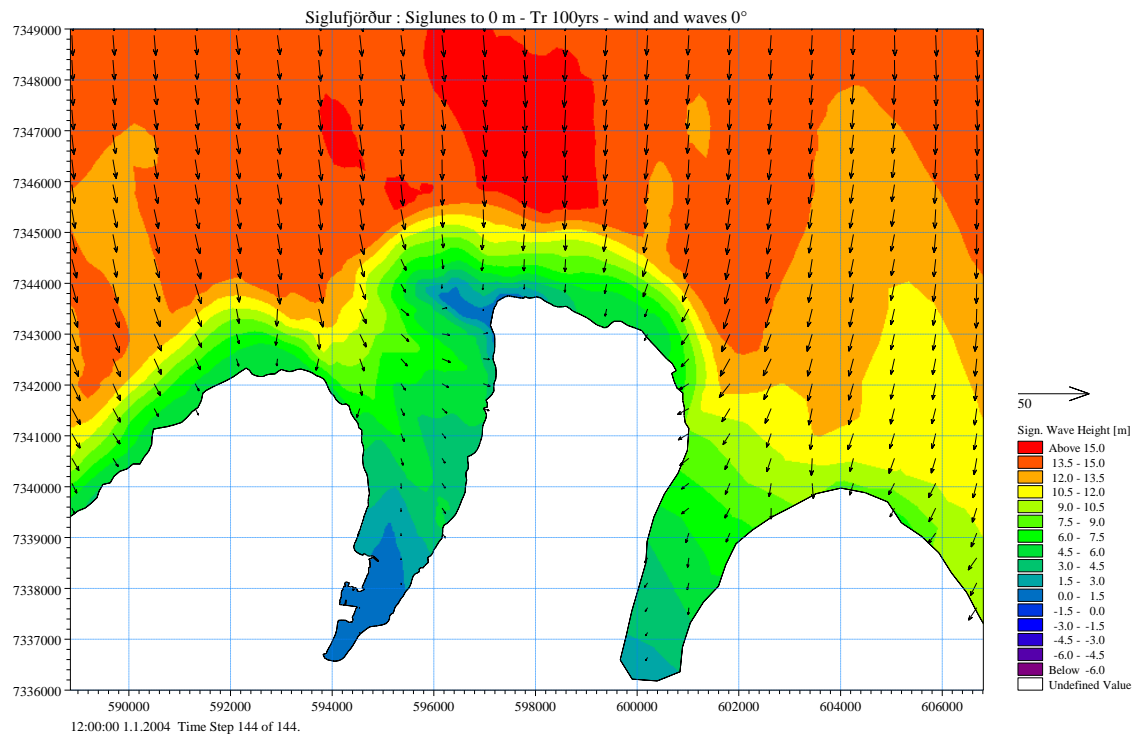 Siglufjörður : Siglunes to 0 m - Tr 100yrs - wind and waves 0°
7349000
7348000
7347000
7346000
7345000
7344000
7343000
7342000
7341000
7340000
7339000
7338000
7337000
7336000
590000 592000 594000 596000 598000 600000 602000 604000 606000
12:00:00 1.1.2004 Time Step 144 of 144.
50
Sign. Wave Height [m]
Above 15.0
13.5 - 15.0
12.0 - 13.5
10.5 - 12.0
9.0 - 10.5
7.5 - 9.0
6.0 - 7.5
4.5 - 6.0
3.0 - 4.5
1.5 - 3.0
0.0 - 1.5
-1.5 - 0.0
-3.0 - -1.5
-4.5 - -3.0
-6.0 - -4.5
Below -6.0
Undefined Value